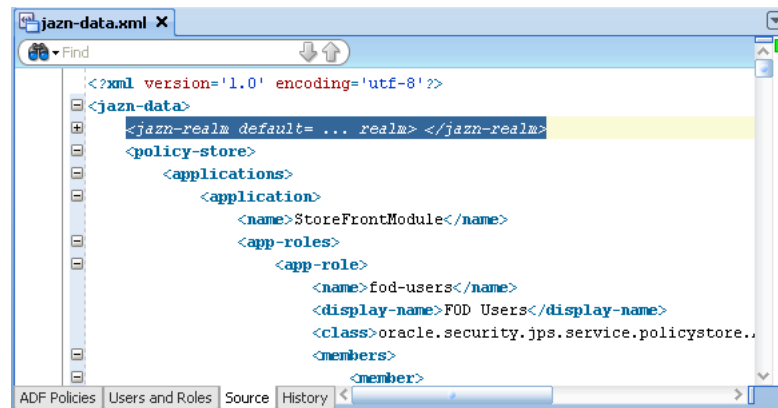 jazn-data.xml
Find
<?xml version='1.0' encoding='utf-8'?>
<jazn-data>
<jazn-realm default= ... realm> </jazn-realm>
<policy-store>
<applications>
<application>
<name>StoreFrontModule</name>
<app-roles>
<app-role>
<name>fod-users</name>
<display-name>FOD Users</display-name>
<class>oracle.security.jps.service.policystore.
<members>
<member>
ADF Policies Users and Roles Source History